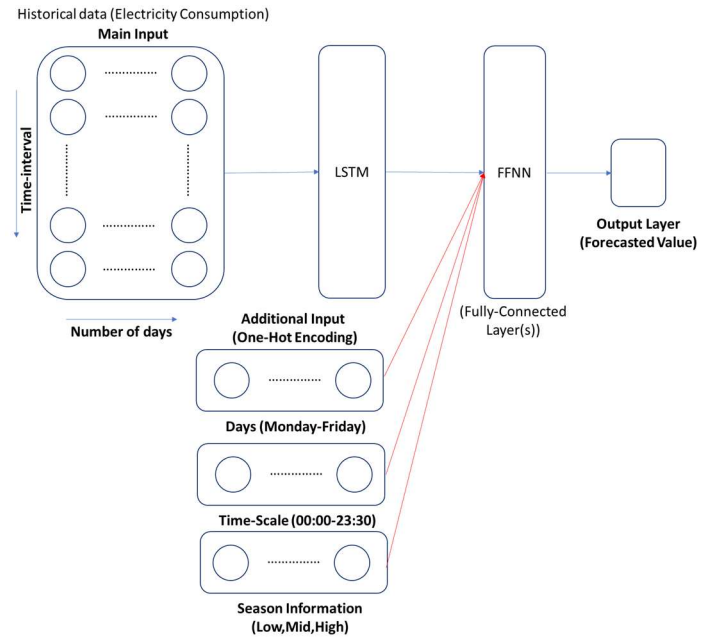 Historical data (Electricity Consumption)
Main Input
Time-interval
Number of days
LSTM
FFNN
(Fully-Connected
Layer(s))
Output Layer
(Forecasted Value)
Additional Input
(One-Hot Encoding)
Days (Monday-Friday)
Time-Scale (00:00-23:30)
Season Information
(Low,Mid,High)